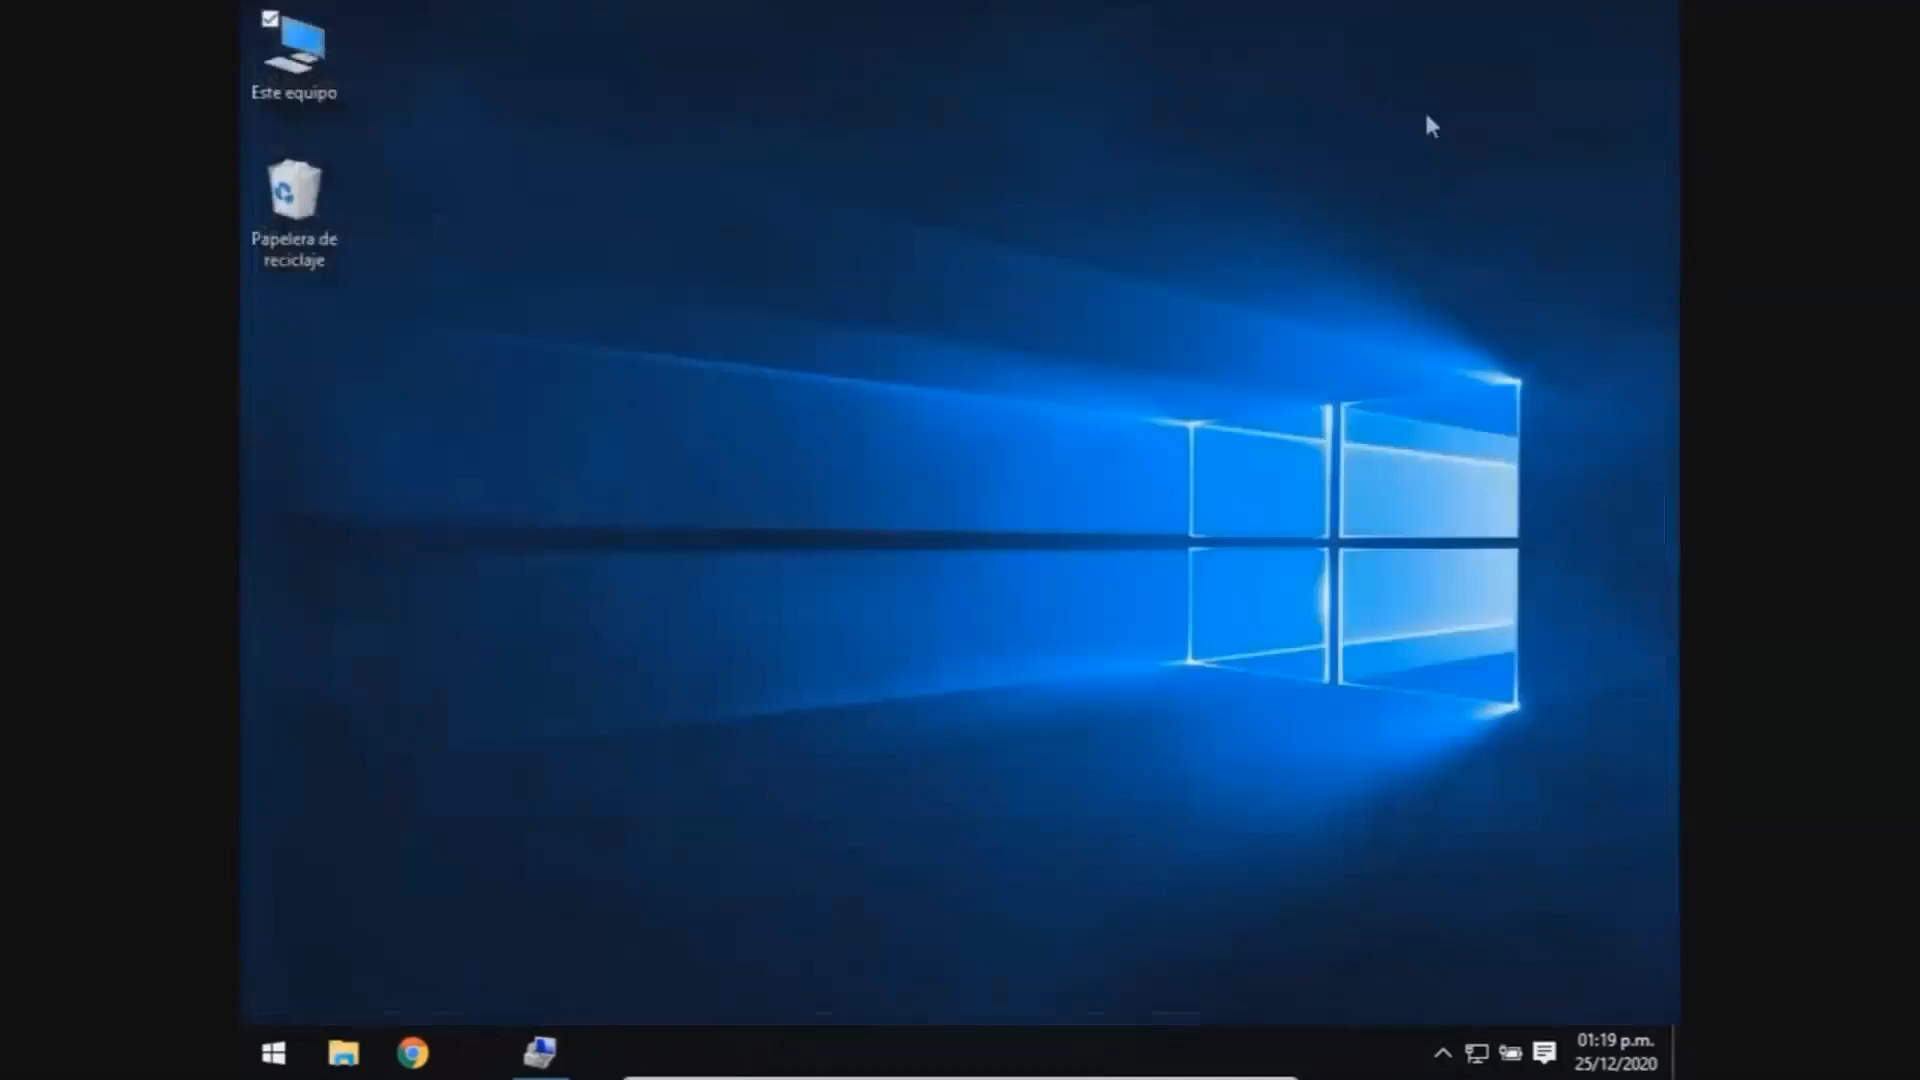 Este equipo
Papelera de
reciclaje
01:19 p.m.
25/12/2020